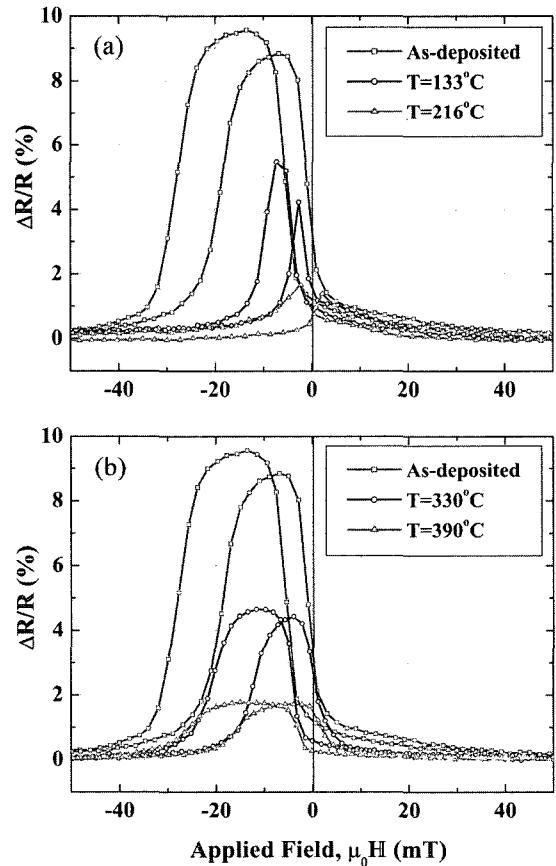 10
8
6
4
2
0
ΔR/R (%)
(a)
As-deposited
T=133°C
T=216°C
-40
-20
0
20
40
10
8
6
4
2
0
ΔR/R (%)
(b)
As-deposited
T=330°C
T=390°C
-40
-20
0
20
40
Applied Field, μ₀H (mT)